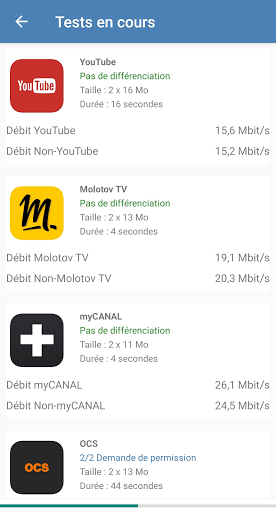 Tests en cours
YouTube
Pas de différenciation
Taille : 2 x 16 Mo
Durée : 16 secondes
YouTube
Débit YouTube 15,6 Mbit/s
Débit Non-YouTube 15,2 Mbit/s
Molotov TV
Pas de différenciation
Taille : 2 x 13 Mo
Durée : 4 secondes
m.
Débit Molotov TV 19,1 Mbit/s
Débit Non-Molotov TV 20,3 Mbit/s
myCANAL
Pas de différenciation
Taille : 2 x 11 Mo
Durée : 4 secondes
Débit myCANAL 26,1 Mbit/s
Débit Non-myCANAL 24,5 Mbit/s
OCS
2/2 Demande de permission
Taille : 2 x 13 Mo
Durée : 44 secondes
OCS